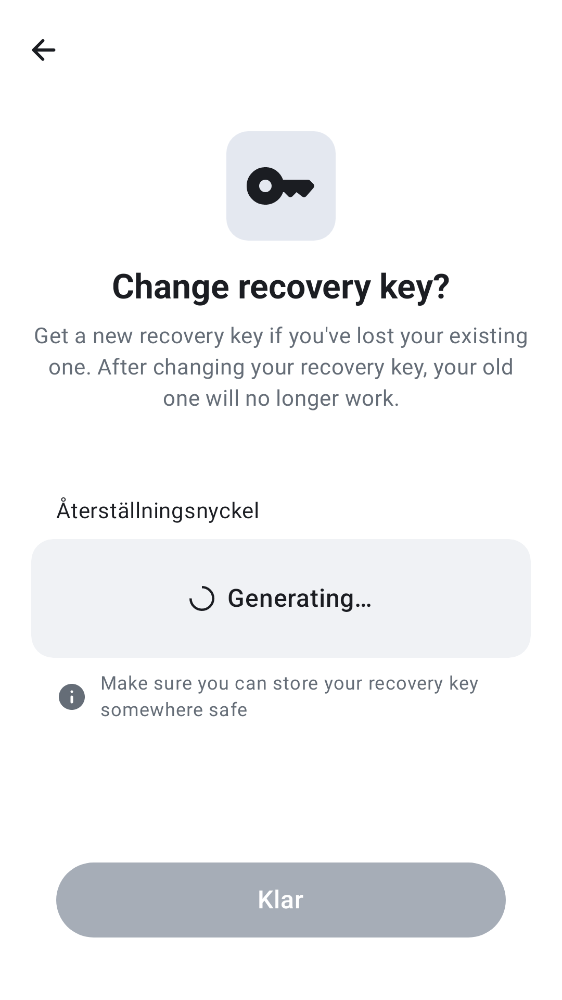 Change recovery key?
Get a new recovery key if you've lost your existing
one. After changing your recovery key, your old
one will no longer work.
Återställningsnyckel
Generating…
Make sure you can store your recovery key
somewhere safe
Klar